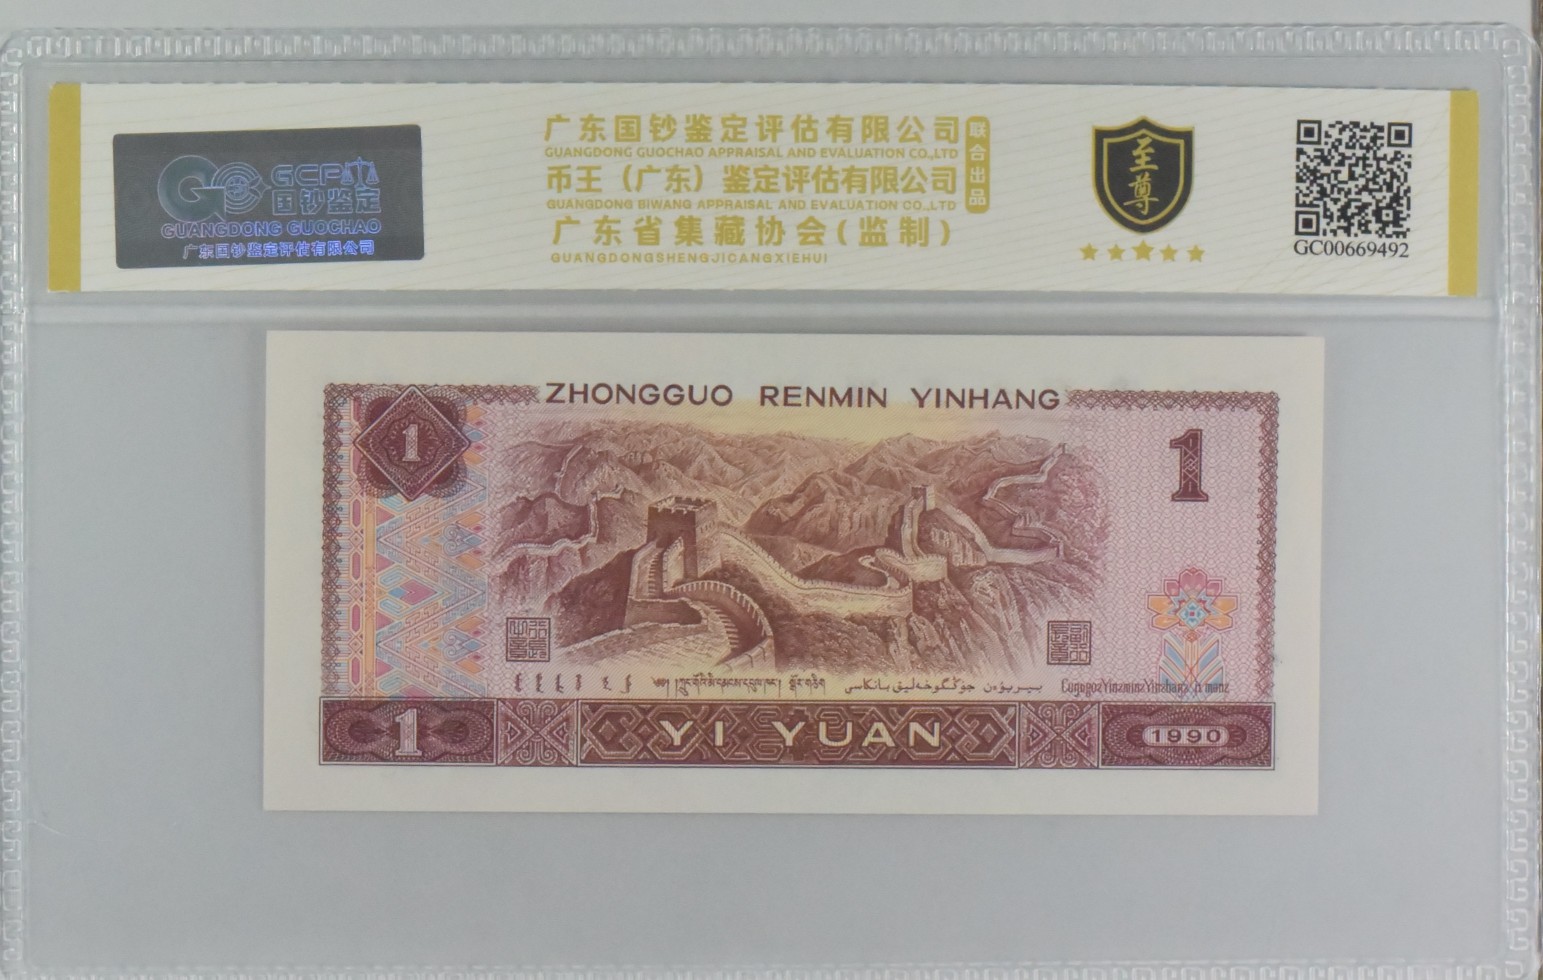 GCP
国钞鉴定
GUANGDONG GUOCHAO
广东国钞鉴定评估有限公司
广东国钞鉴定评估有限公司
GUANGDONG GUOCHAO APPRAISAL AND EVALUATION CO.,LTD
币王（广东）鉴定评估有限公司
GUANGDONG BIWANG APPRAISAL AND EVALUATION CO.,LTD
广东省集藏协会(监制)
GUANGDONGSHENGJICANGXIEHUI
联合出品
至尊
GC00669492
ZHONGGUO RENMIN YINHANG
1
1
جۇڭگوخەلىق بانكاسى بىر يۈەن
1
YI YUAN
1990